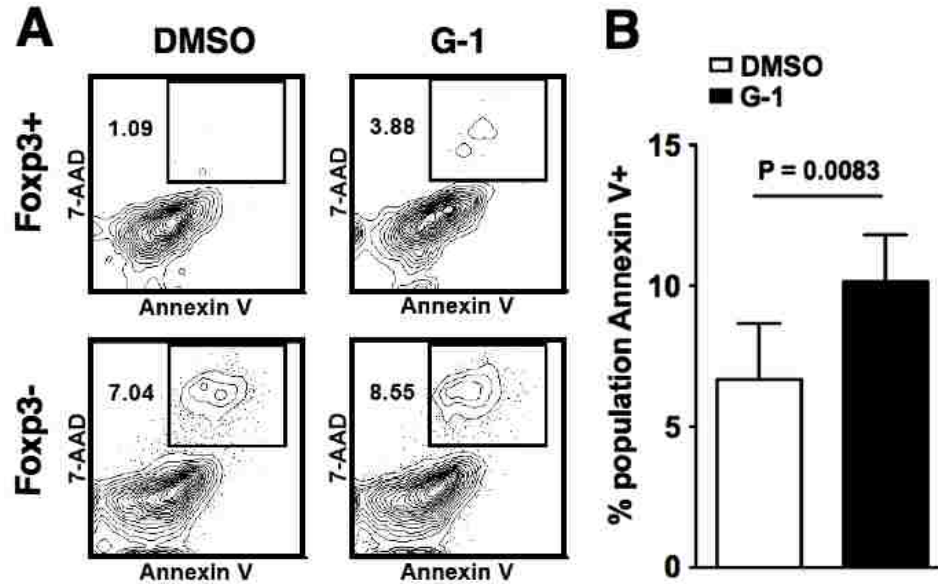 A
DMSO
G-1
Foxp3+
1.09
7-AAD
Annexin V
3.88
7-AAD
Annexin V
Foxp3-
7.04
7-AAD
Annexin V
8.55
7-AAD
Annexin V
B
DMSO
G-1
% population Annexin V+
15
10
5
0
P = 0.0083